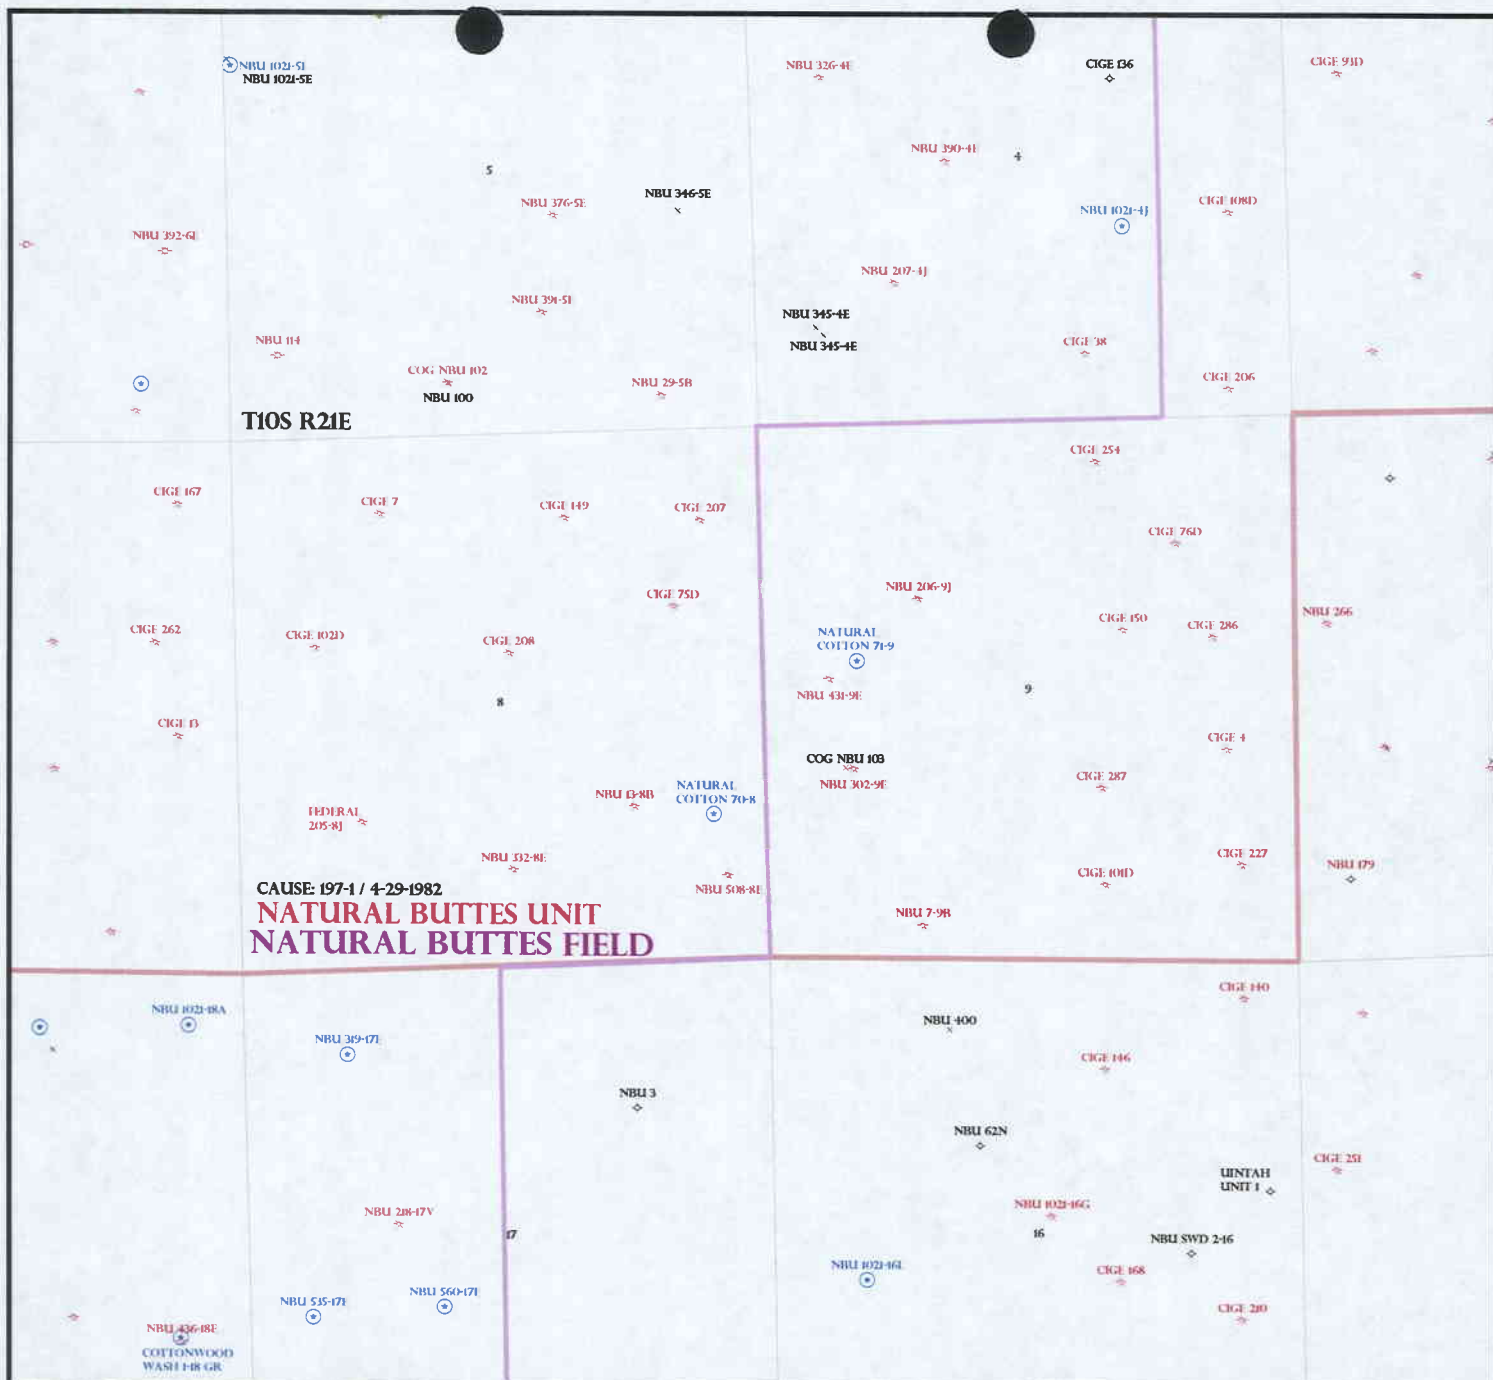 NBU 1021-5I
NBU 1021-5E
NBU 326-4E
CIGE 136
CIGE 93D
NBU 390-4E
4
5
NBU 376-5E
NBU 346-5E
NBU 1021-4J
CIGE 108D
NBU 392-6E
NBU 207-4J
NBU 391-5E
NBU 345-4E
NBU 345-4E
NBU 114
CIGE 38
COG NBU 102
NBU 100
NBU 29-5B
CIGE 206
T10S R21E
CIGE 254
CIGE 167
CIGE 7
CIGE 149
CIGE 207
CIGE 76D
NBU 206-9J
CIGE 75D
NBU 266
CIGE 262
CIGE 102D
CIGE 208
NATURAL
COTTON 71-9
CIGE 150
CIGE 286
NBU 431-9E
9
8
CIGE 13
CIGE 4
COG NBU 103
NBU 302-9E
CIGE 287
NBU 13-8B
NATURAL
COTTON 70-8
FEDERAL
205-8J
NBU 332-8E
NBU 508-8E
CIGE 227
CIGE 101D
NBU 179
CAUSE: 197-1 / 4-29-1982
NATURAL BUTTES UNIT
NATURAL BUTTES FIELD
NBU 7-9B
CIGE 140
NBU 1021-18A
NBU 400
NBU 319-17E
CIGE 146
NBU 3
NBU 62N
CIGE 251
UINTAH
UNIT 1
NBU 218-17V
NBU 1021-16G
17
16
NBU SWD 2-16
NBU 1021-16L
CIGE 168
NBU 535-17E
NBU 560-17E
CIGE 210
NBU 436-18E
COTTONWOOD
WASH 1-18 GR